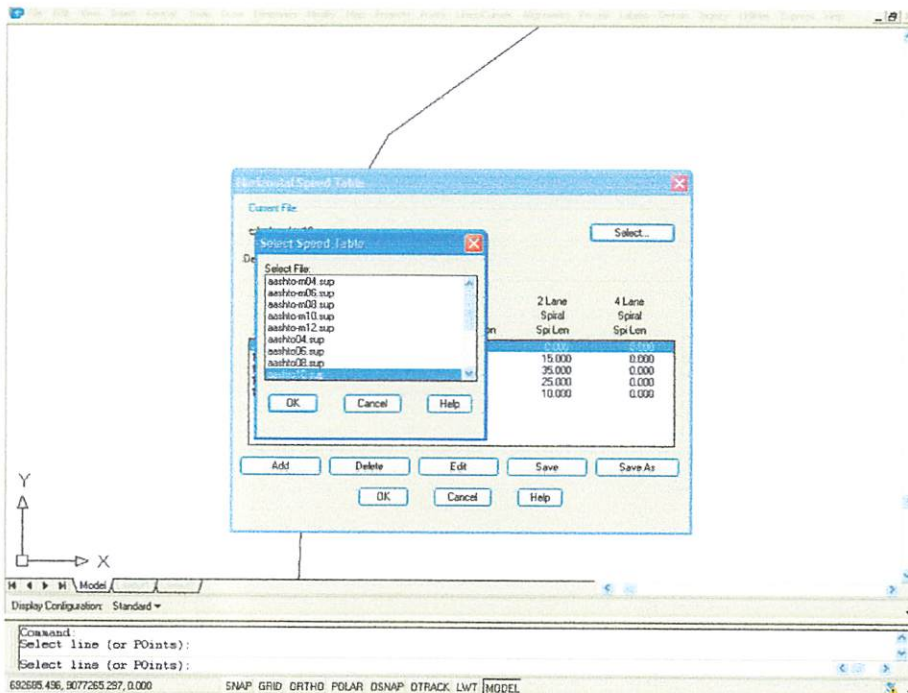 Horizontal Speed Table
Current File:
Select...
Select Speed Table
Select File:
aashto-m04.sup
aashto-m06.sup
aashto-m08.sup
aashto-m10.sup
aashto-m12.sup
aashto04.sup
aashto06.sup
aashto08.sup
aashto10.sup
OK Cancel Help
2 Lane 4 Lane
Spiral Spiral
Spi Len Spi Len
0.000 0.000
15.000 0.000
35.000 0.000
25.000 0.000
10.000 0.000
Add Delete Edit Save Save As
OK Cancel Help
Y
X
Model
Display Configuration: Standard
Command:
Select line (or POints):
Select line (or POints):
692685.496, 9077265.297, 0.000 SNAP GRID ORTHO POLAR OSNAP OTRACK LWT MODEL